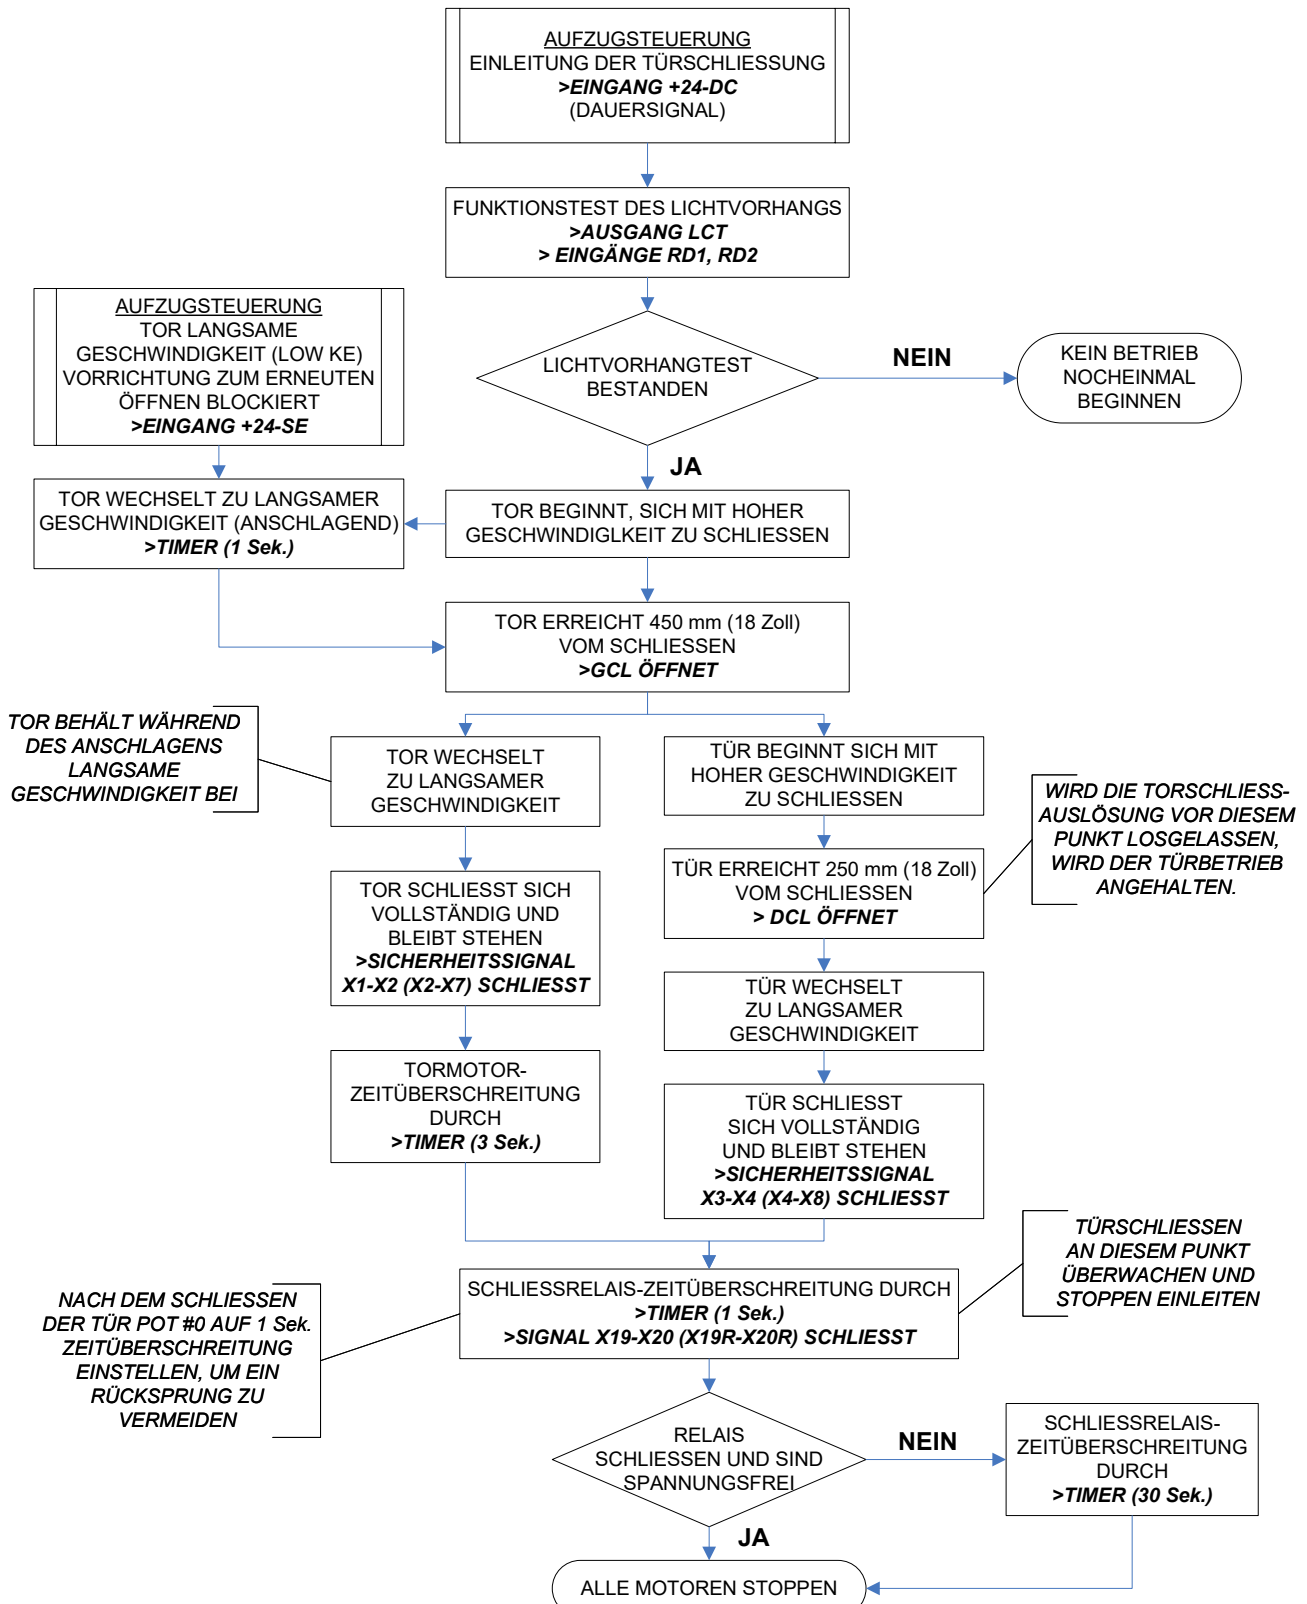 AUFZUGSTEUERUNG
EINLEITUNG DER TÜRSCHLIESSUNG
>EINGANG +24-DC
(DAUERSIGNAL)
FUNKTIONSTEST DES LICHTVORHANGS
>AUSGANG LCT
> EINGÄNGE RD1, RD2
AUFZUGSTEUERUNG
TOR LANGSAME
GESCHWINDIGKEIT (LOW KE)
VORRICHTUNG ZUM ERNEUTEN
ÖFFNEN BLOCKIERT
>EINGANG +24-SE
LICHTVORHANGTEST
BESTANDEN
NEIN
KEIN BETRIEB
NOCHEINMAL
BEGINNEN
JA
TOR WECHSELT ZU LANGSAMER
GESCHWINDIGKEIT (ANSCHLAGEND)
>TIMER (1 Sek.)
TOR BEGINNT, SICH MIT HOHER
GESCHWINDIGLKEIT ZU SCHLIESSEN
TOR ERREICHT 450 mm (18 Zoll)
VOM SCHLIESSEN
>GCL ÖFFNET
TOR BEHÄLT WÄHREND
DES ANSCHLAGENS
LANGSAME
GESCHWINDIGKEIT BEI
TOR WECHSELT
ZU LANGSAMER
GESCHWINDIGKEIT
TÜR BEGINNT SICH MIT
HOHER GESCHWINDIGKEIT
ZU SCHLIESSEN
WIRD DIE TORSCHLIESS-
AUSLÖSUNG VOR DIESEM
PUNKT LOSGELASSEN,
WIRD DER TÜRBETRIEB
ANGEHALTEN.
TÜR ERREICHT 250 mm (18 Zoll)
VOM SCHLIESSEN
> DCL ÖFFNET
TOR SCHLIESST SICH
VOLLSTÄNDIG UND
BLEIBT STEHEN
>SICHERHEITSSIGNAL
X1-X2 (X2-X7) SCHLIESST
TÜR WECHSELT
ZU LANGSAMER
GESCHWINDIGKEIT
TORMOTOR-
ZEITÜBERSCHREITUNG
DURCH
>TIMER (3 Sek.)
TÜR SCHLIESST
SICH VOLLSTÄNDIG
UND BLEIBT STEHEN
>SICHERHEITSSIGNAL
X3-X4 (X4-X8) SCHLIESST
TÜRSCHLIESSEN
AN DIESEM PUNKT
ÜBERWACHEN UND
STOPPEN EINLEITEN
SCHLIESSRELAIS-ZEITÜBERSCHREITUNG DURCH
>TIMER (1 Sek.)
>SIGNAL X19-X20 (X19R-X20R) SCHLIESST
NACH DEM SCHLIESSEN
DER TÜR POT #0 AUF 1 Sek.
ZEITÜBERSCHREITUNG
EINSTELLEN, UM EIN
RÜCKSPRUNG ZU
VERMEIDEN
RELAIS
SCHLIESSEN UND SIND
SPANNUNGSFREI
NEIN
SCHLIESSRELAIS-
ZEITÜBERSCHREITUNG
DURCH
>TIMER (30 Sek.)
JA
ALLE MOTOREN STOPPEN